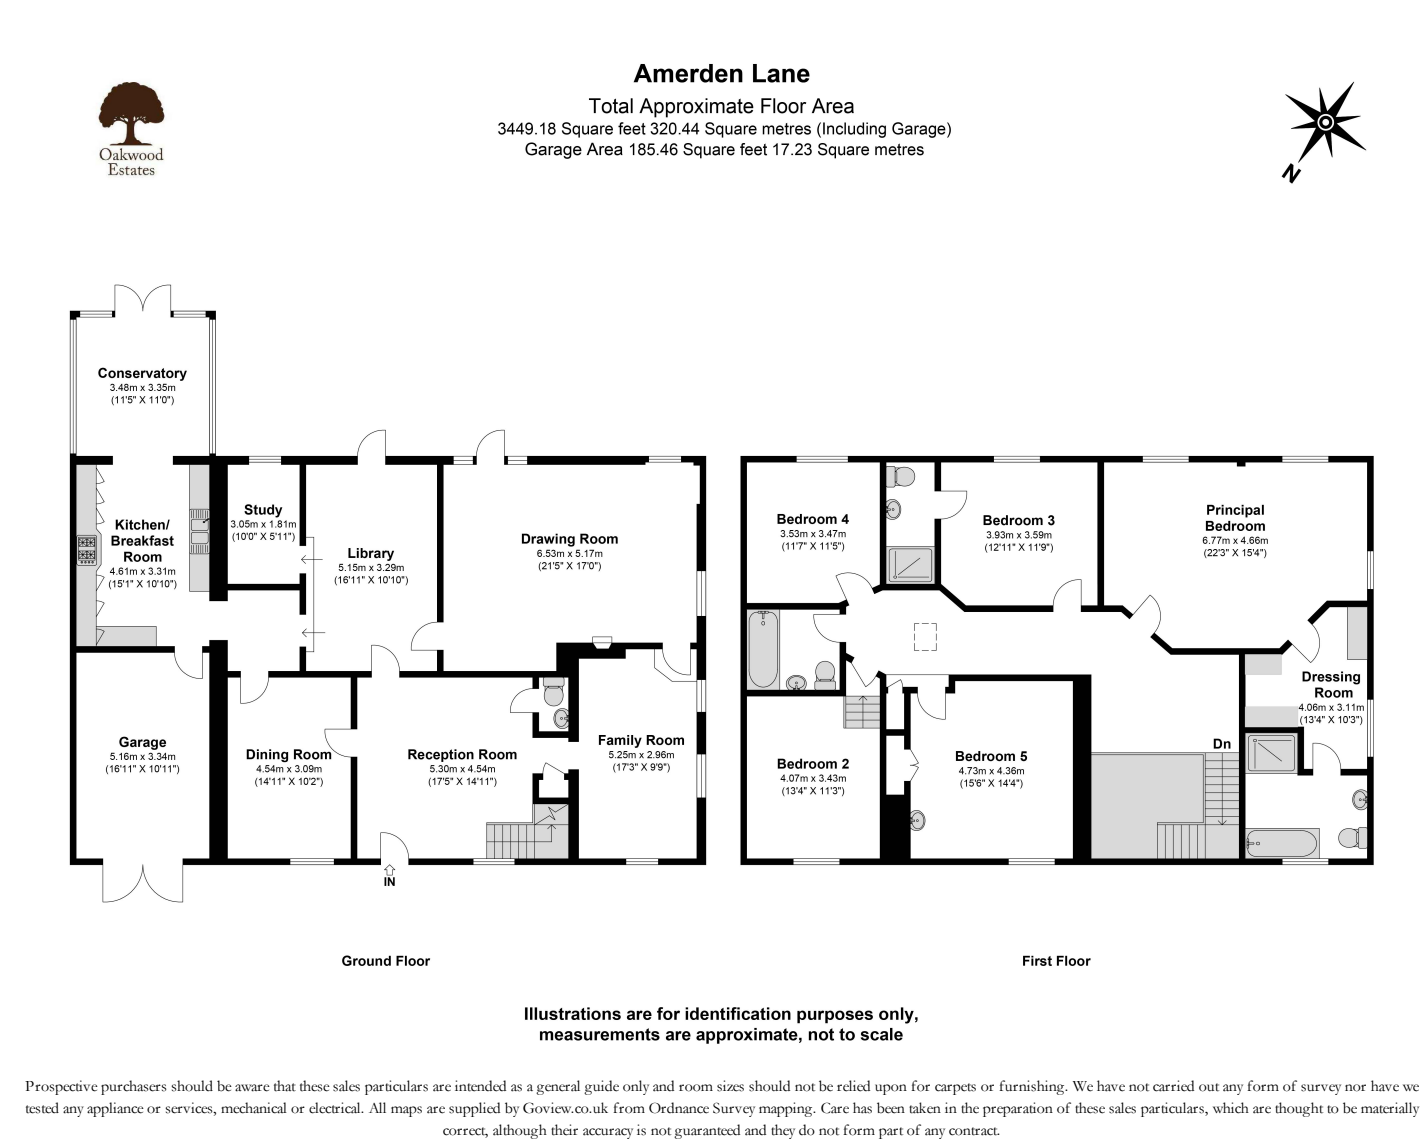 Amerden Lane
Total Approximate Floor Area
3449.18 Square feet 320.44 Square metres (Including Garage)
Garage Area 185.46 Square feet 17.23 Square metres
Oakwood
Estates
N
Conservatory
3.48m x 3.35m
(11'5" X 11'0")
Kitchen/
Breakfast
Room
4.61m x 3.31m
(15'1" X 10'10")
Study
3.05m x 1.81m
(10'0" X 5'11")
Library
5.15m x 3.29m
(16'11" X 10'10")
Drawing Room
6.53m x 5.17m
(21'5" X 17'0")
Garage
5.16m x 3.34m
(16'11" X 10'11")
Dining Room
4.54m x 3.09m
(14'11" X 10'2")
Reception Room
5.30m x 4.54m
(17'5" X 14'11")
Family Room
5.25m x 2.96m
(17'3" X 9'9")
IN
Bedroom 4
3.53m x 3.47m
(11'7" X 11'5")
Bedroom 3
3.93m x 3.59m
(12'11" X 11'9")
Principal
Bedroom
6.77m x 4.66m
(22'3" X 15'4")
Dressing
Room
4.06m x 3.11m
(13'4" X 10'3")
Dn
Bedroom 2
4.07m x 3.43m
(13'4" X 11'3")
Bedroom 5
4.73m x 4.36m
(15'6" X 14'4")
Ground Floor
First Floor
Illustrations are for identification purposes only,
measurements are approximate, not to scale
Prospective purchasers should be aware that these sales particulars are intended as a general guide only and room sizes should not be relied upon for carpets or furnishing. We have not carried out any form of survey nor have we
tested any appliance or services, mechanical or electrical. All maps are supplied by Goview.co.uk from Ordnance Survey mapping. Care has been taken in the preparation of these sales particulars, which are thought to be materially
correct, although their accuracy is not guaranteed and they do not form part of any contract.